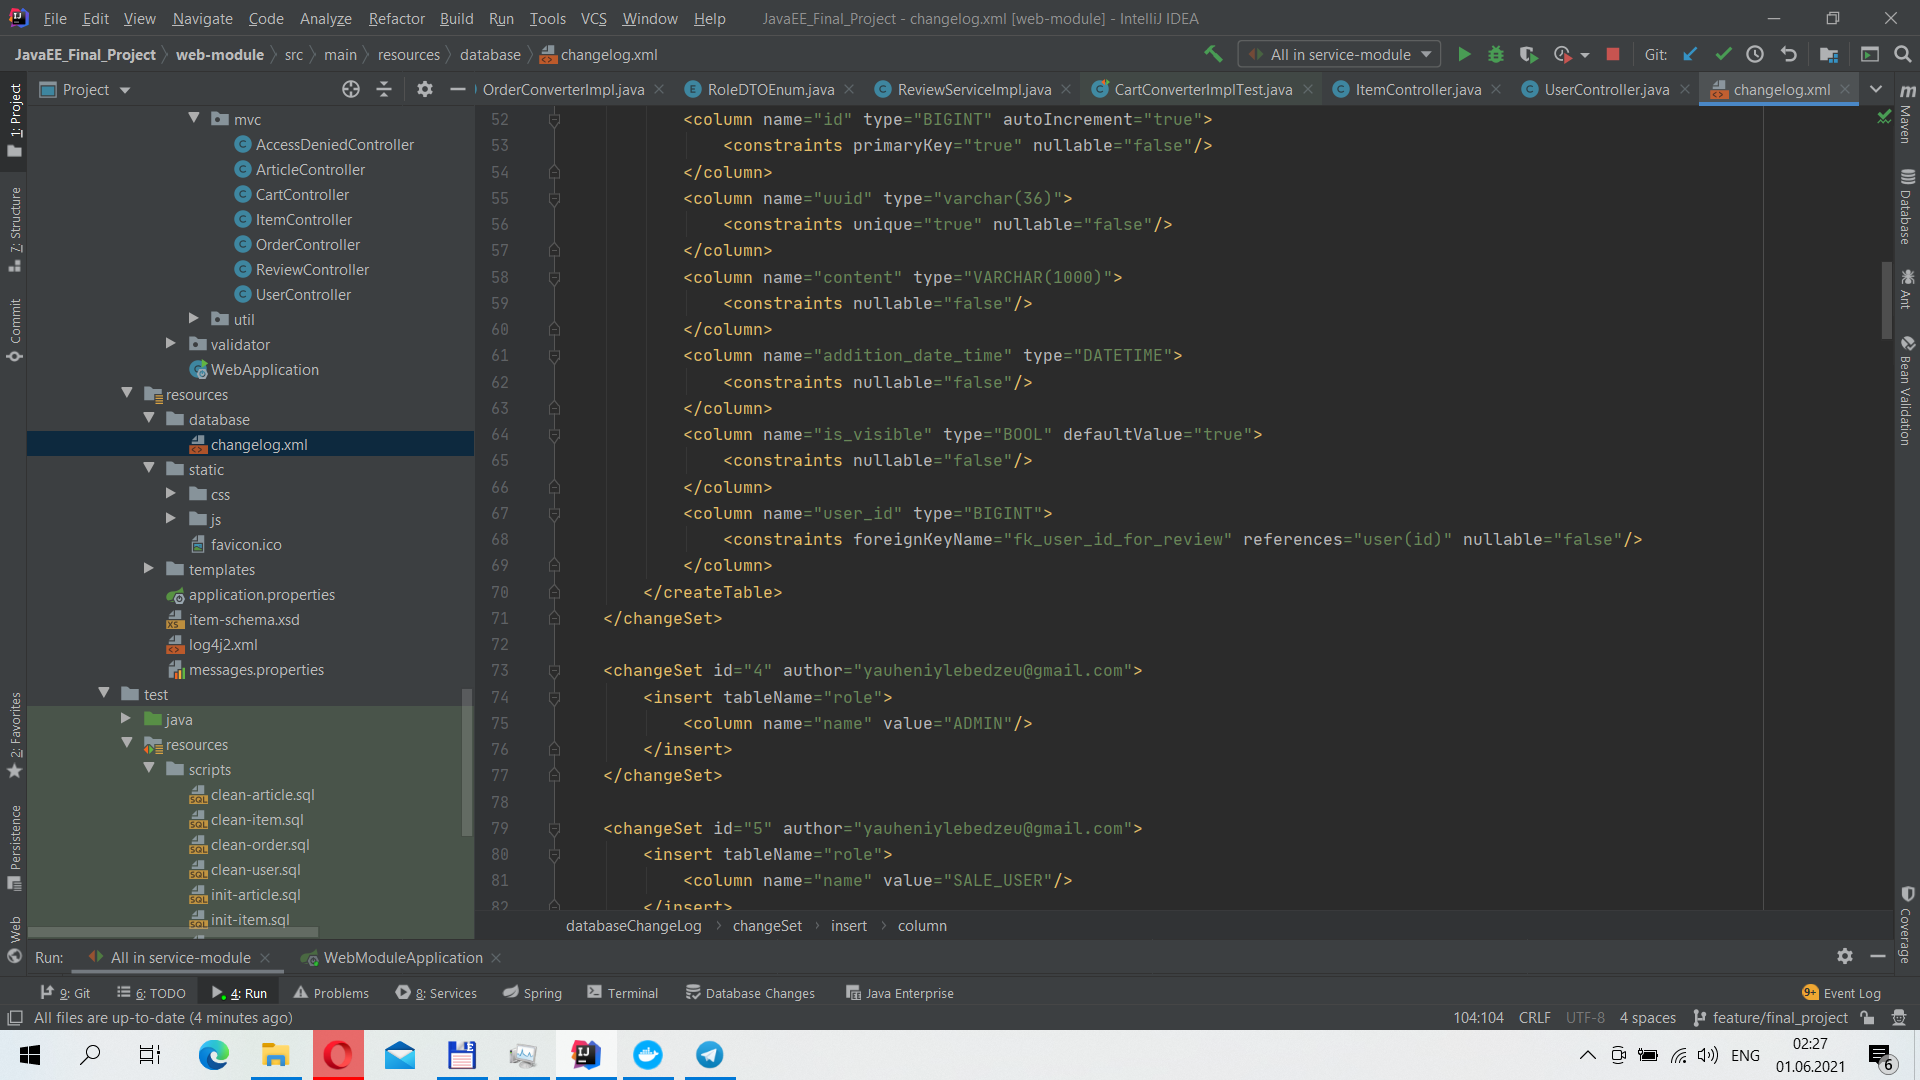 File Edit View Navigate Code Analyze Refactor Build Run Tools VCS Window Help JavaEE_Final_Project - changelog.xml [web-module] - IntelliJ IDEA
JavaEE_Final_Project web-module src main resources database changelog.xml All in service-module Git:
Project OrderConverterImpl.java RoleDTOEnum.java ReviewServiceImpl.java CartConverterImplTest.java ItemController.java UserController.java changelog.xml
1: Project
7: Structure
Commit
2: Favorites
Persistence
Web
mvc
AccessDeniedController
ArticleController
CartController
ItemController
OrderController
ReviewController
UserController
util
validator
WebApplication
resources
database
changelog.xml
static
css
js
favicon.ico
templates
application.properties
item-schema.xsd
log4j2.xml
messages.properties
test
java
resources
scripts
clean-article.sql
clean-item.sql
clean-order.sql
clean-user.sql
init-article.sql
init-item.sql
52 <column name="id" type="BIGINT" autoIncrement="true">
53 <constraints primaryKey="true" nullable="false"/>
54 </column>
55 <column name="uuid" type="varchar(36)">
56 <constraints unique="true" nullable="false"/>
57 </column>
58 <column name="content" type="VARCHAR(1000)">
59 <constraints nullable="false"/>
60 </column>
61 <column name="addition_date_time" type="DATETIME">
62 <constraints nullable="false"/>
63 </column>
64 <column name="is_visible" type="BOOL" defaultValue="true">
65 <constraints nullable="false"/>
66 </column>
67 <column name="user_id" type="BIGINT">
68 <constraints foreignKeyName="fk_user_id_for_review" references="user(id)" nullable="false"/>
69 </column>
70 </createTable>
71 </changeSet>
72
73 <changeSet id="4" author="yauheniylebedzeu@gmail.com">
74 <insert tableName="role">
75 <column name="name" value="ADMIN"/>
76 </insert>
77 </changeSet>
78
79 <changeSet id="5" author="yauheniylebedzeu@gmail.com">
80 <insert tableName="role">
81 <column name="name" value="SALE_USER"/>
82 </insert>
databaseChangeLog changeSet insert column
Maven
Database
Ant
Bean Validation
Coverage
Run: All in service-module WebModuleApplication
9: Git 6: TODO 4: Run Problems 8: Services Spring Terminal Database Changes Java Enterprise 9+ Event Log
All files are up-to-date (4 minutes ago) 104:104 CRLF UTF-8 4 spaces feature/final_project
ENG 02:27
01.06.2021
6